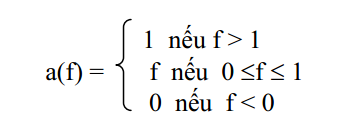 1 nếu f > 1
a(f) = { f nếu 0 ≤f ≤ 1
0 nếu f < 0